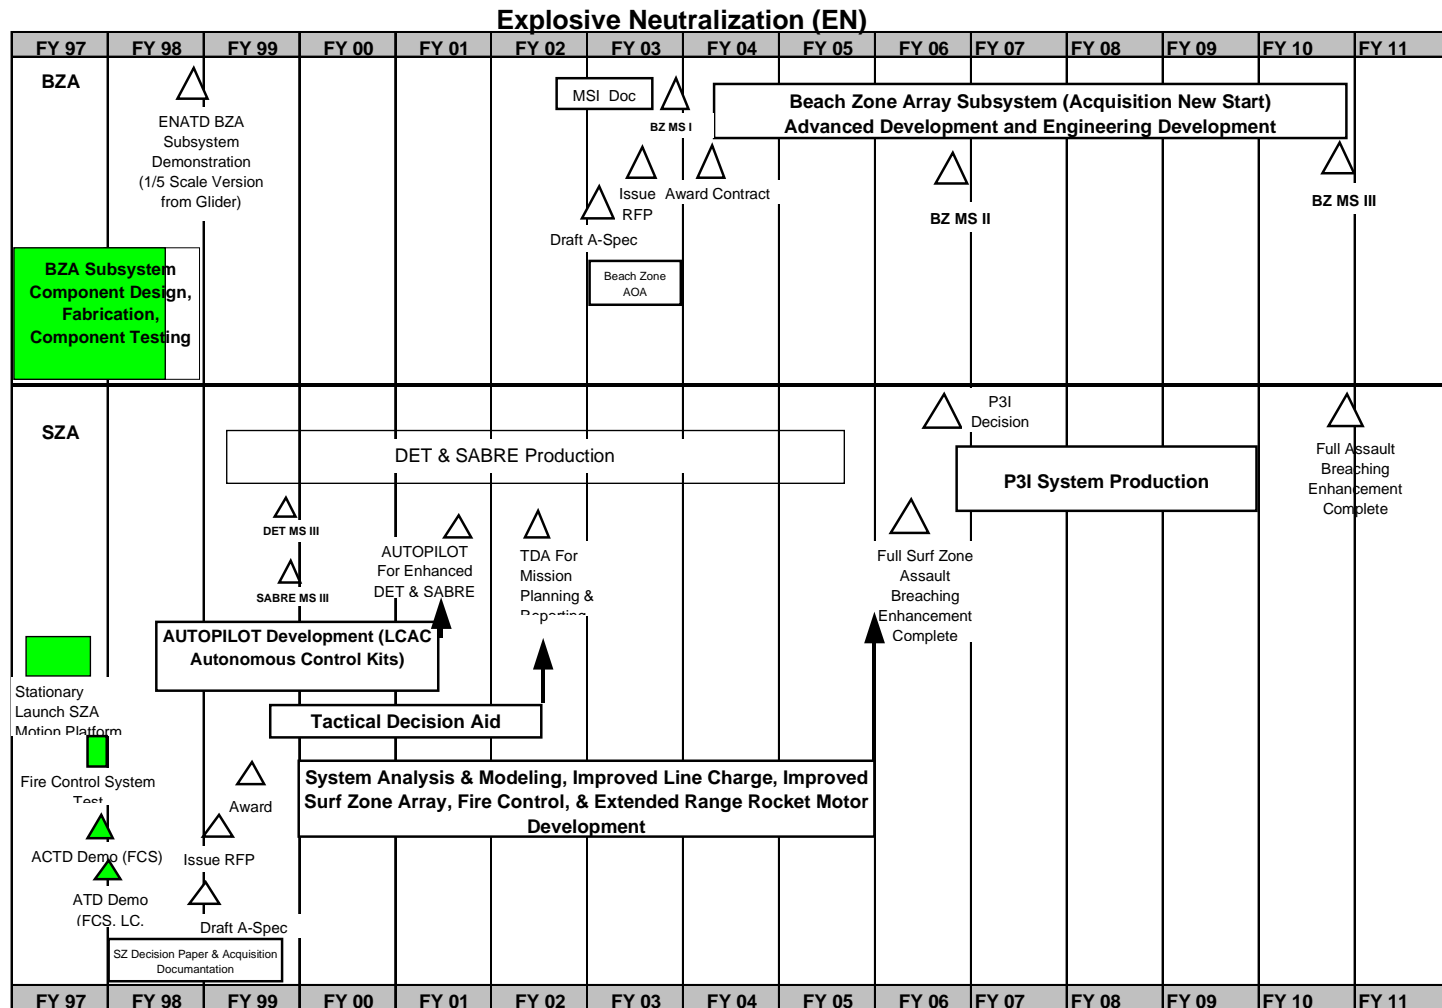 Explosive Neutralization (EN)
FY 97 FY 98 FY 99 FY 00 FY 01 FY 02 FY 03 FY 04 FY 05 FY 06 FY 07 FY 08 FY 09 FY 10 FY 11
BZA
ENATD BZA
Subsystem
Demonstration
(1/5 Scale Version
from Glider)
MSI Doc
BZ MS I
Beach Zone Array Subsystem (Acquisition New Start)
Advanced Development and Engineering Development
Issue
RFP
Award Contract
Draft A-Spec
BZ MS II
BZ MS III
Beach Zone
AOA
BZA Subsystem
Component Design,
Fabrication,
Component Testing
SZA
DET & SABRE Production
P3I
Decision
P3I System Production
Full Assault
Breaching
Enhancement
Complete
DET MS III
SABRE MS III
AUTOPILOT
For Enhanced
DET & SABRE
TDA For
Mission
Planning &
Reporting
Full Surf Zone
Assault
Breaching
Enhancement
Complete
AUTOPILOT Development (LCAC
Autonomous Control Kits)
Stationary
Launch SZA
Motion Platform
Tactical Decision Aid
Fire Control System
Test
System Analysis & Modeling, Improved Line Charge, Improved
Surf Zone Array, Fire Control, & Extended Range Rocket Motor
Development
Award
ACTD Demo (FCS)
Issue RFP
ATD Demo
(FCS, LC,
Draft A-Spec
SZ Decision Paper & Acquisition
Documantation
FY 97 FY 98 FY 99 FY 00 FY 01 FY 02 FY 03 FY 04 FY 05 FY 06 FY 07 FY 08 FY 09 FY 10 FY 11